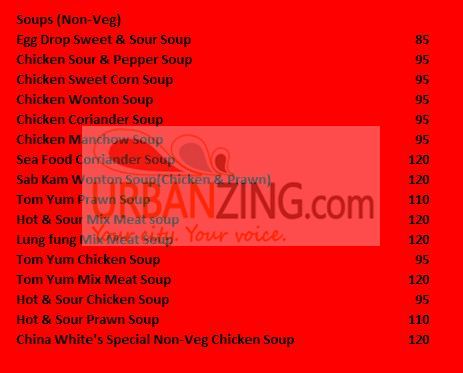 Soups (Non-Veg)
Egg Drop Sweet & Sour Soup 85
Chicken Sour & Pepper Soup 95
Chicken Sweet Corn Soup 95
Chicken Wonton Soup 95
Chicken Coriander Soup 95
Chicken Manchow Soup 95
Sea Food Corriander Soup 120
Sab Kam Wonton Soup(Chicken & Prawn) 120
Tom Yum Prawn Soup 110
Hot & Sour Mix Meat soup 120
Lung fung Mix Meat Soup 120
Tom Yum Chicken Soup 95
Tom Yum Mix Meat Soup 120
Hot & Sour Chicken Soup 95
Hot & Sour Prawn Soup 110
China White's Special Non-Veg Chicken Soup 120
URBANZING.com
Your city. Your voice.